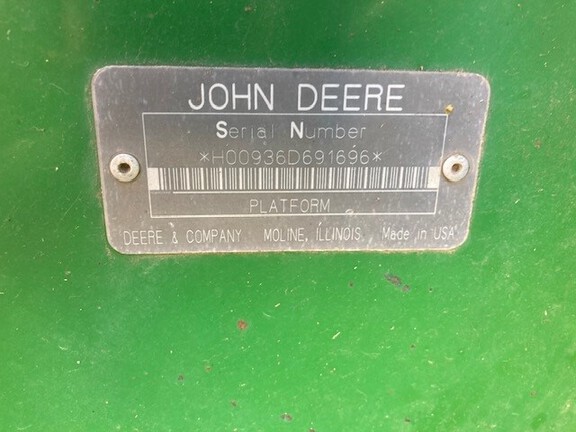 JOHN DEERE
Serial Number
*H00936D691696*
PLATFORM
DEERE & COMPANY MOLINE, ILLINOIS Made in USA